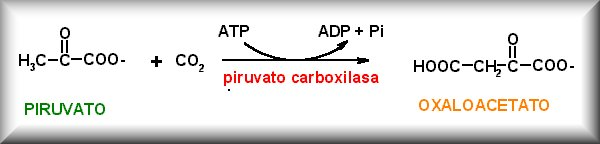 ATP ADP + Pi
O O
H₃C–C–COO- + CO₂ HOOC–CH₂–C–COO-
piruvato carboxilasa
PIRUVATO OXALOACETATO